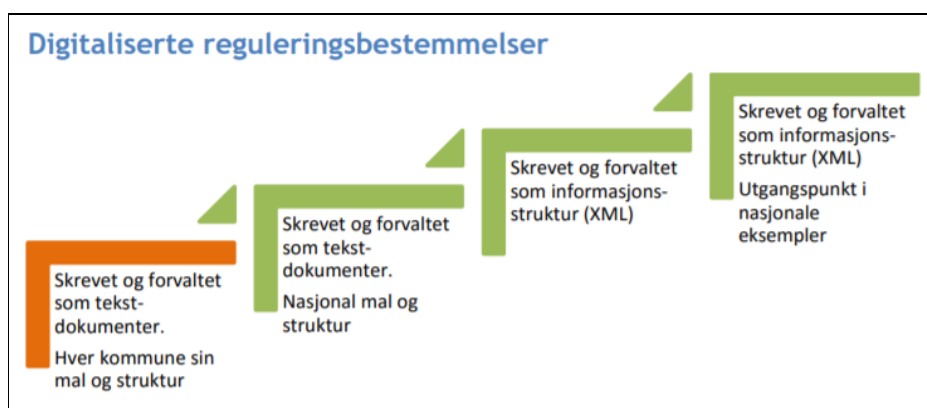 Digitaliserte reguleringsbestemmelser
Skrevet og forvaltet
som tekst-
dokumenter.
Hver kommune sin
mal og struktur
Skrevet og forvaltet
som tekst-
dokumenter.
Nasjonal mal og
struktur
Skrevet og forvaltet
som informasjons-
struktur (XML)
Skrevet og forvaltet
som informasjons-
struktur (XML)
Utgangspunkt i
nasjonale
eksempler